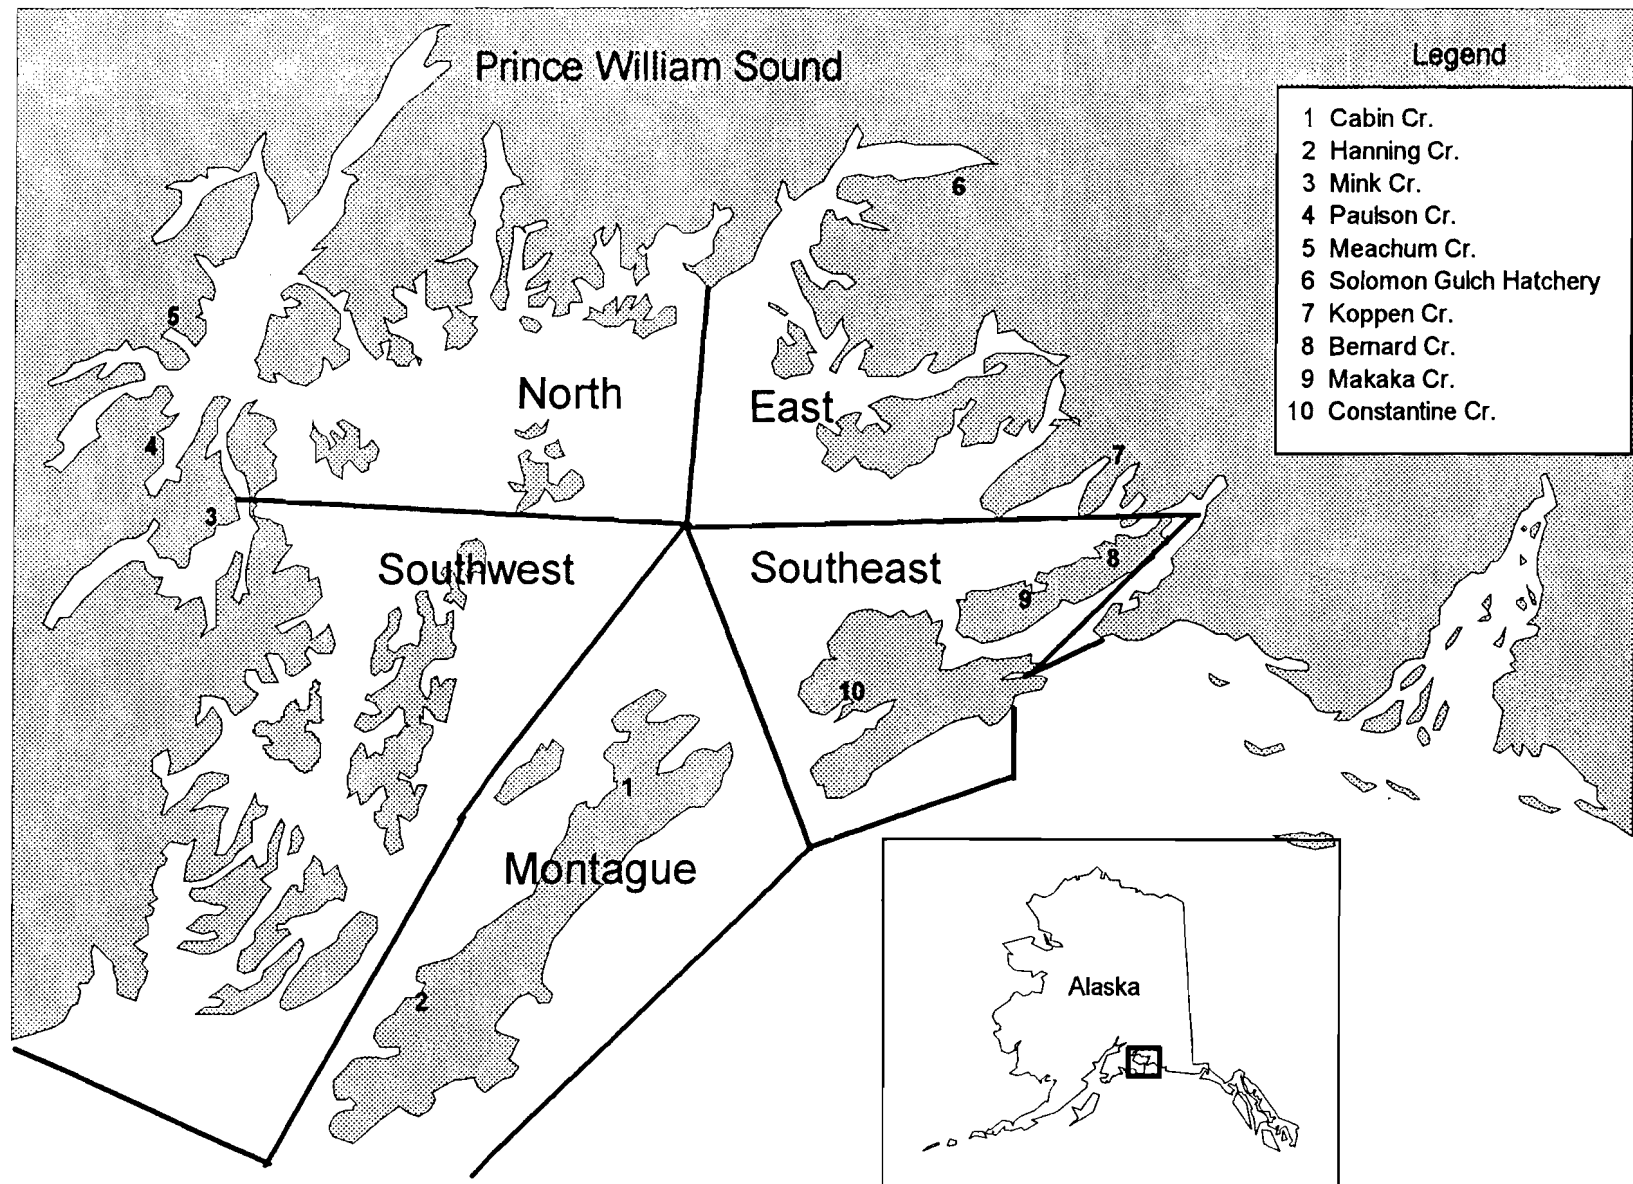 Prince William Sound
Legend
1 Cabin Cr.
2 Hanning Cr.
3 Mink Cr.
4 Paulson Cr.
5 Meachum Cr.
6 Solomon Gulch Hatchery
7 Koppen Cr.
8 Bernard Cr.
9 Makaka Cr.
10 Constantine Cr.
6
5
North
East
4
7
3
Southwest
Southeast
8
9
10
1
Montague
2
Alaska